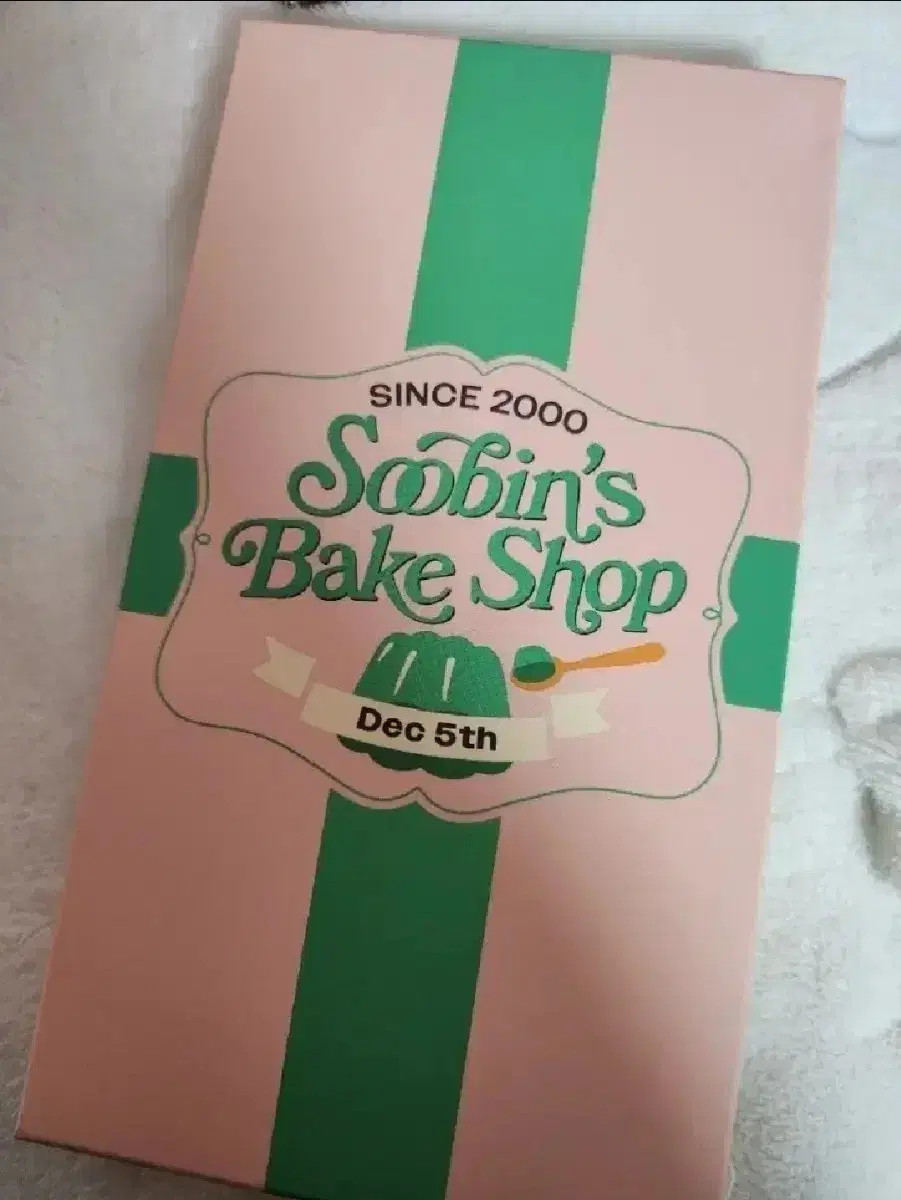 SINCE 2000
Soobin's
Bake Shop
Dec 5th